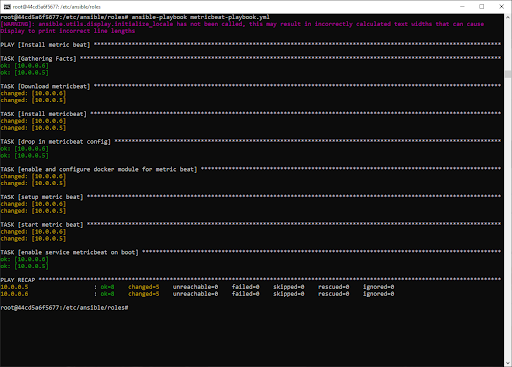 root@44cd5a6f5677: /etc/ansible/roles
root@44cd5a6f5677:/etc/ansible/roles# ansible-playbook metricbeat-playbook.yml
[WARNING]: ansible.utils.display.initialize_locale has not been called, this may result in incorrectly calculated text widths that can cause
Display to print incorrect line lengths
PLAY [Install metric beat] ****************************************************
TASK [Gathering Facts] ****************************************************
ok: [10.0.0.6]
ok: [10.0.0.5]
TASK [Download metricbeat] ****************************************************
changed: [10.0.0.6]
changed: [10.0.0.5]
TASK [install metricbeat] ****************************************************
changed: [10.0.0.6]
changed: [10.0.0.5]
TASK [drop in metricbeat config] ****************************************************
ok: [10.0.0.6]
ok: [10.0.0.5]
TASK [enable and configure docker module for metric beat] ****************************************************
changed: [10.0.0.6]
changed: [10.0.0.5]
TASK [setup metric beat] ****************************************************
changed: [10.0.0.6]
changed: [10.0.0.5]
TASK [start metric beat] ****************************************************
changed: [10.0.0.6]
changed: [10.0.0.5]
TASK [enable service metricbeat on boot] ****************************************************
ok: [10.0.0.6]
ok: [10.0.0.5]
PLAY RECAP ****************************************************
10.0.0.5 : ok=8 changed=5 unreachable=0 failed=0 skipped=0 rescued=0 ignored=0
10.0.0.6 : ok=8 changed=5 unreachable=0 failed=0 skipped=0 rescued=0 ignored=0
root@44cd5a6f5677:/etc/ansible/roles#